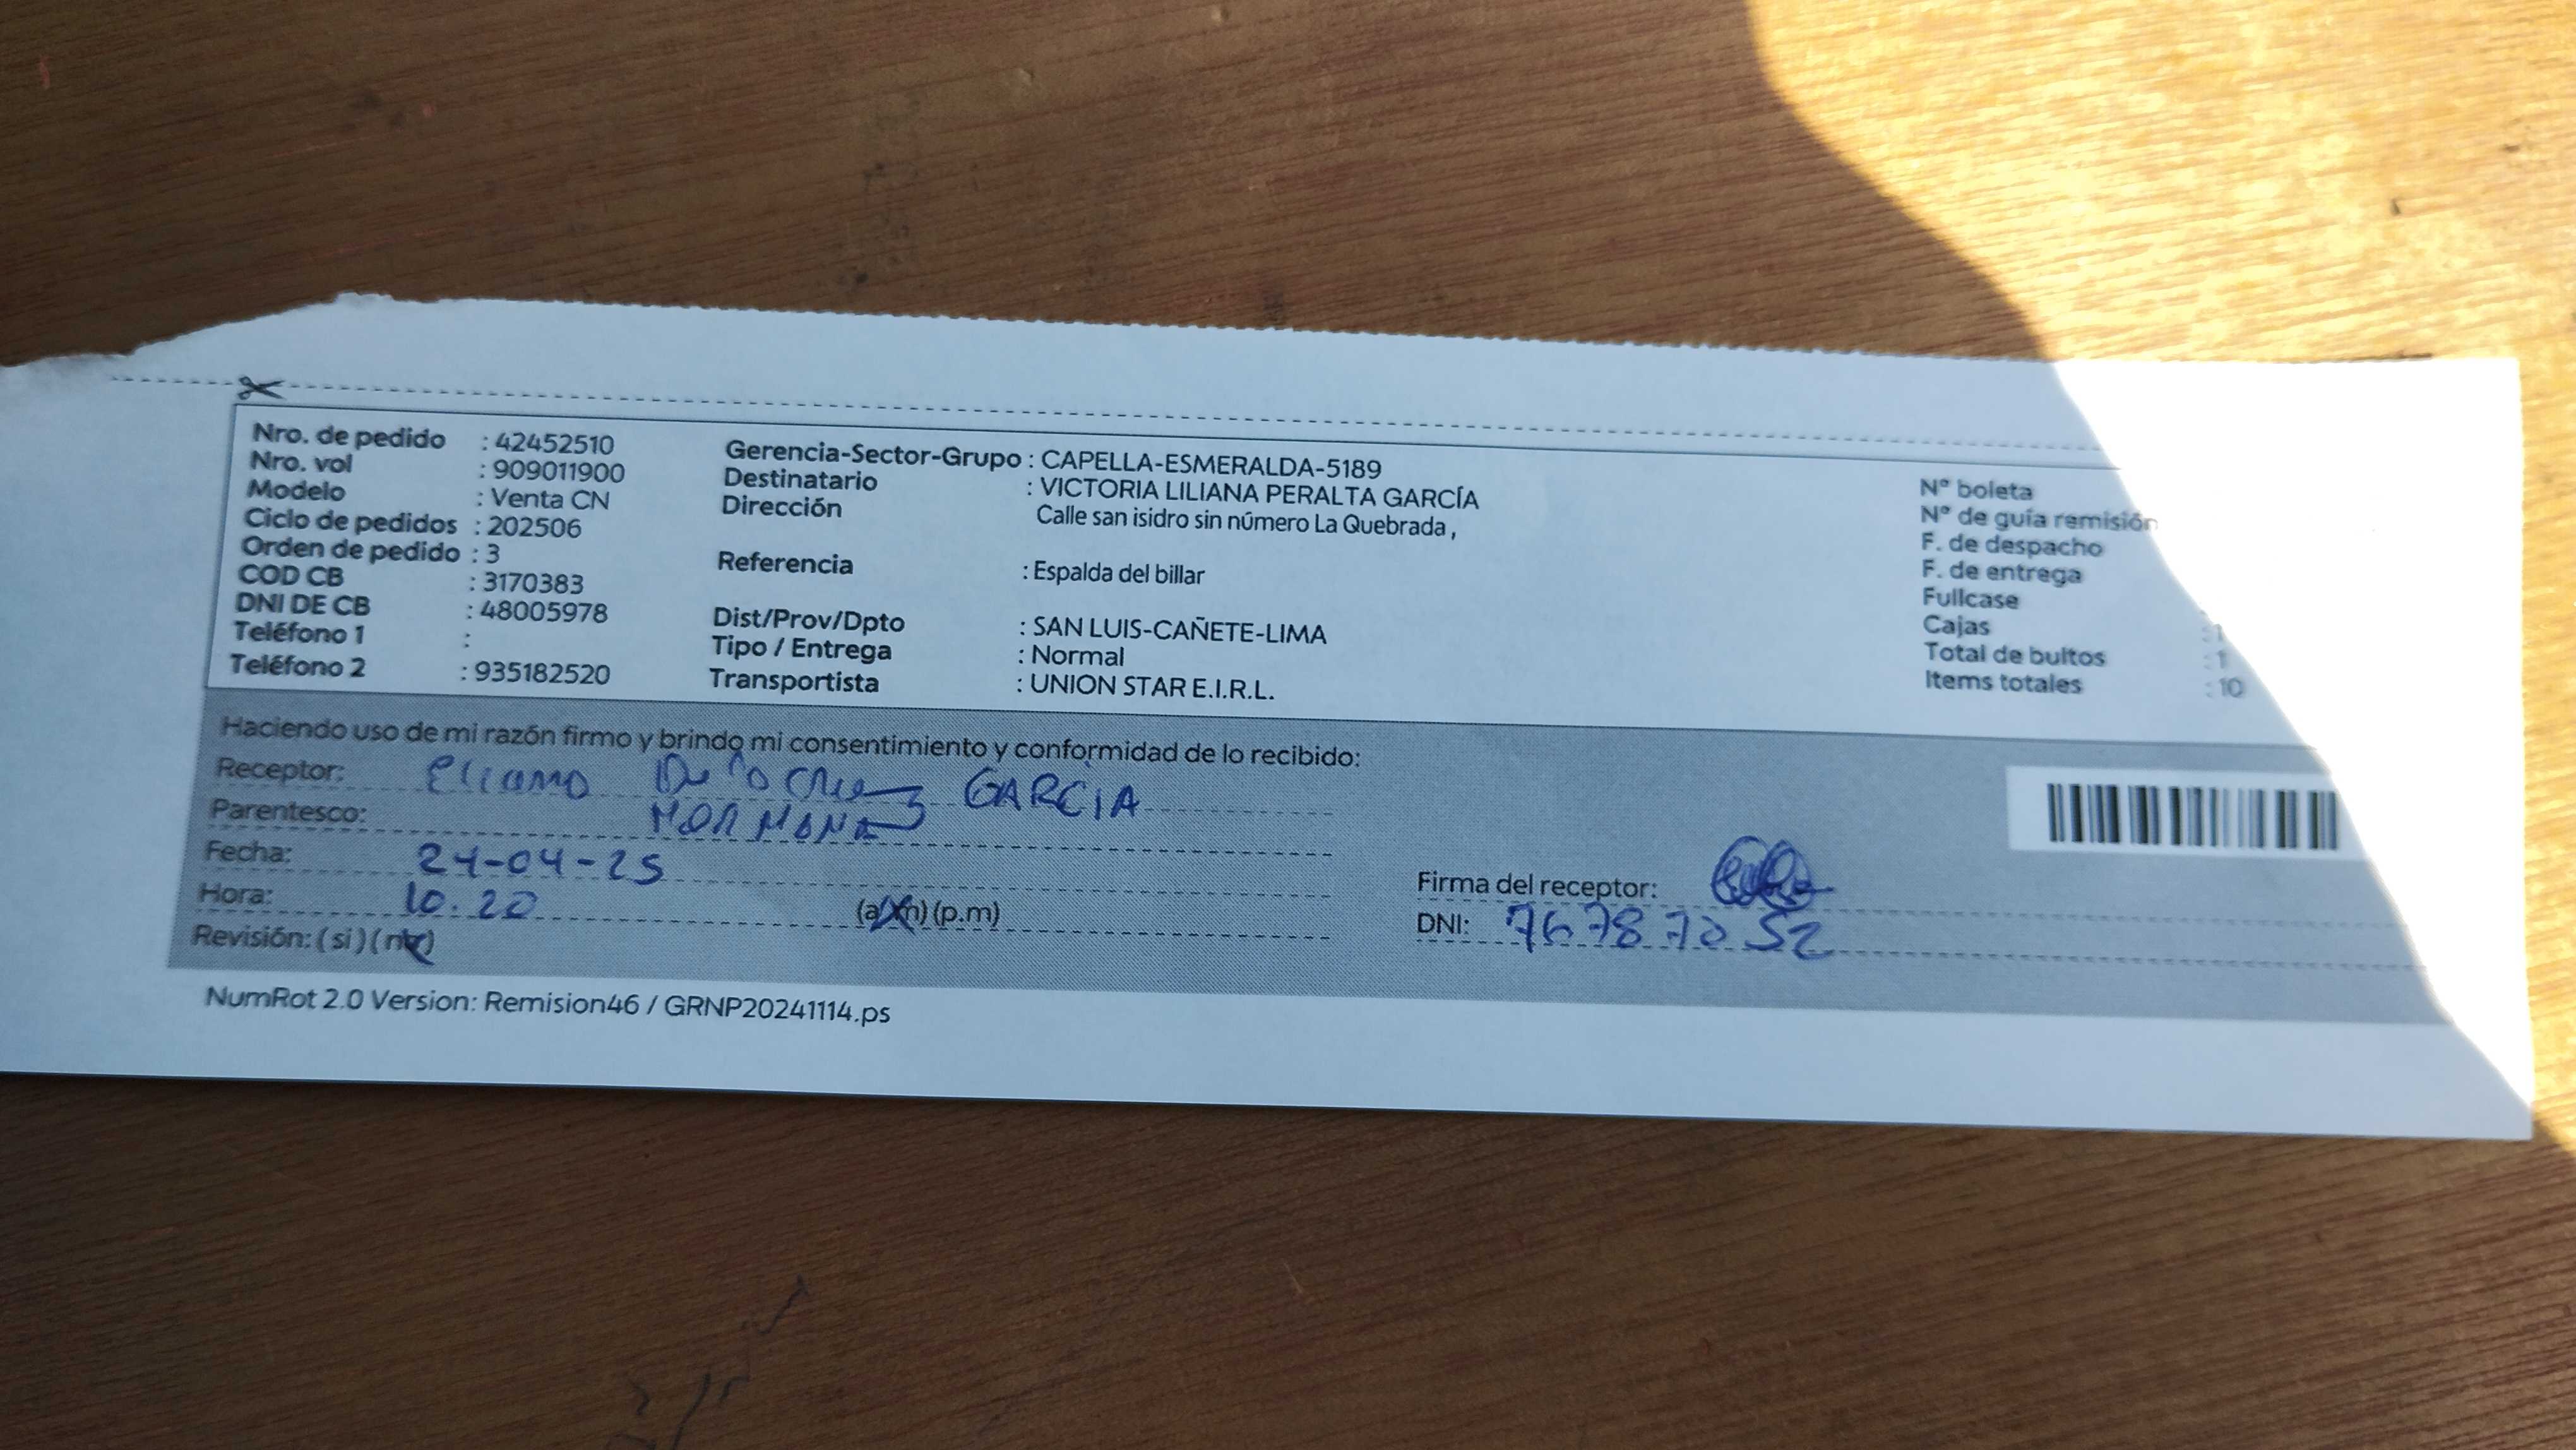 Nro. de pedido : 42452510
Nro. vol : 909011900
Modelo : Venta CN
Ciclo de pedidos : 202506
Orden de pedido : 3
COD CB : 3170383
DNI DE CB : 48005978
Teléfono 1 :
Teléfono 2 : 935182520
Gerencia-Sector-Grupo : CAPELLA-ESMERALDA-5189
Destinatario : VICTORIA LILIANA PERALTA GARCÍA
Dirección Calle san isidro sin número La Quebrada ,
Referencia : Espalda del billar
Dist/Prov/Dpto : SAN LUIS-CAÑETE-LIMA
Tipo / Entrega : Normal
Transportista : UNION STAR E.I.R.L.
N° boleta
N° de guía remisión
F. de despacho
F. de entrega
Fullcase
Cajas : 1
Total de bultos : 1
Items totales : 10
Haciendo uso de mi razón firmo y brindo mi consentimiento y conformidad de lo recibido:
Receptor: De la Cruz GARCIA
Parentesco:
Fecha: 24-04-25
Hora: 10.20 (a.m) (p.m)
Revisión: (si) (no)
Firma del receptor:
DNI: 76787052
NumRot 2.0 Version: Remision46 / GRNP20241114.ps